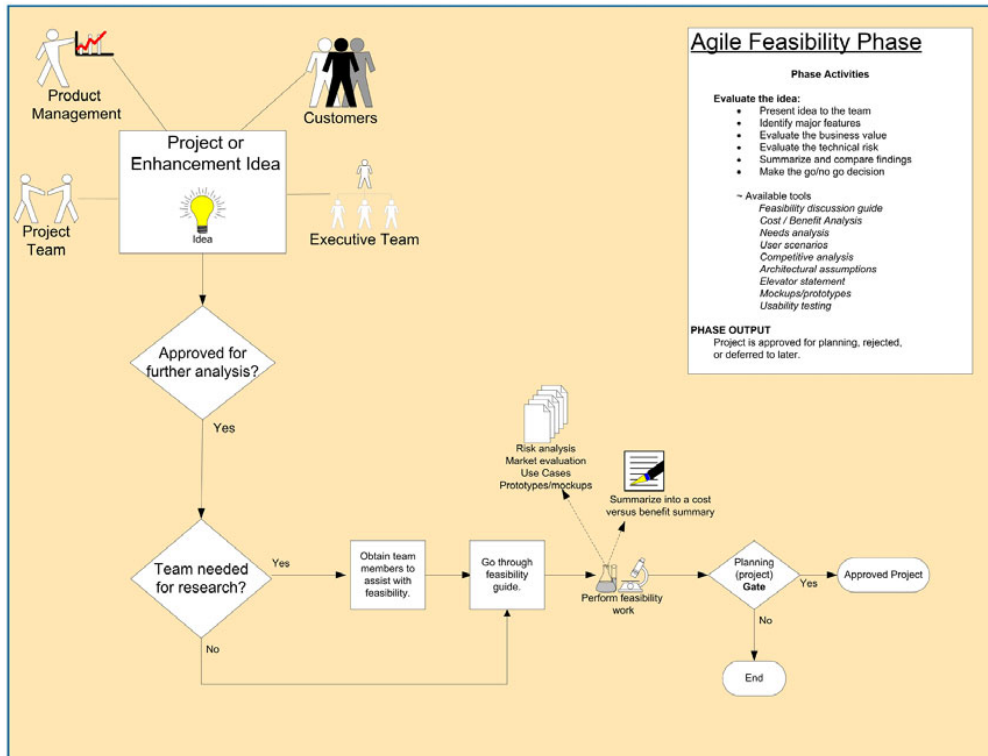 Product
Management
Customers
Project or
Enhancement Idea
Idea
Project
Team
Executive Team
Agile Feasibility Phase
Phase Activities
Evaluate the idea:
• Present idea to the team
• Identify major features
• Evaluate the business value
• Evaluate the technical risk
• Summarize and compare findings
• Make the go/no go decision
~ Available tools
Feasibility discussion guide
Cost / Benefit Analysis
Needs analysis
User scenarios
Competitive analysis
Architectural assumptions
Elevator statement
Mockups/prototypes
Usability testing
PHASE OUTPUT
Project is approved for planning, rejected,
or deferred to later.
Approved for
further analysis?
Yes
Team needed
for research?
Yes
No
Obtain team
members to
assist with
feasibility.
Go through
feasibility
guide.
Risk analysis
Market evaluation
Use Cases
Prototypes/mockups
Summarize into a cost
versus benefit summary
Perform feasibility
work
Planning
(project)
Gate
Yes
Approved Project
No
End